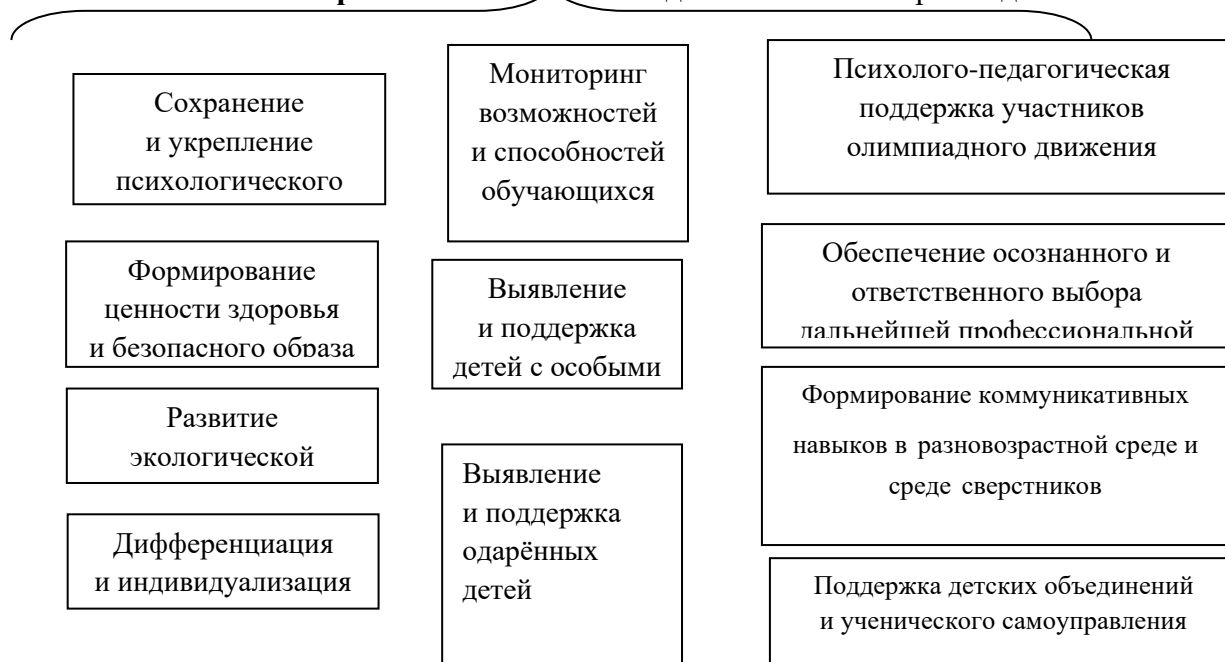 Сохранение
и укрепление
психологического
Формирование
ценности здоровья
и безопасного образа
Развитие
экологической
Дифференциация
и индивидуализация
Мониторинг
возможностей
и способностей
обучающихся
Выявление
и поддержка
детей с особыми
Выявление
и поддержка
одарённых
детей
Психолого-педагогическая
поддержка участников
олимпиадного движения
Обеспечение осознанного и
ответственного выбора
дальнейшей профессиональной
Формирование коммуникативных
навыков в разновозрастной среде и
среде сверстников
Поддержка детских объединений
и ученического самоуправления